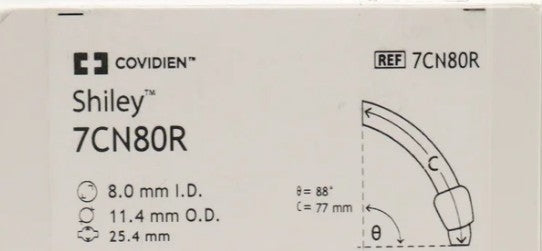 COVIDIEN™
REF 7CN80R
Shiley™
7CN80R
8.0 mm I.D.
11.4 mm O.D.
25.4 mm
θ= 88°
C= 77 mm
C
θ